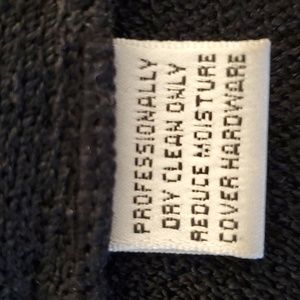 PROFESSIONALLY
DRY CLEAN ONLY
REDUCE MOISTURE
COVER HARDWARE